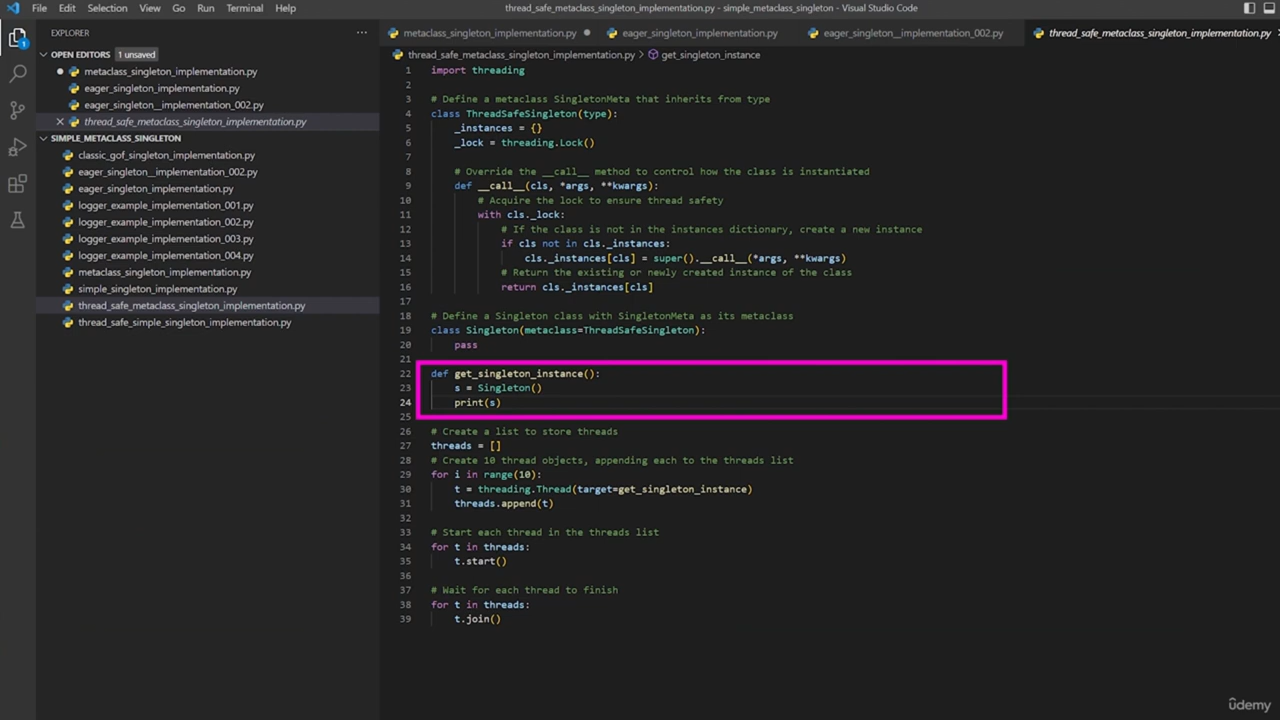 File Edit Selection View Go Run Terminal Help
thread_safe_metaclass_singleton_implementation.py - simple_metaclass_singleton - Visual Studio Code
EXPLORER
OPEN EDITORS 1 unsaved
metaclass_singleton_implementation.py
eager_singleton_implementation.py
eager_singleton__implementation_002.py
thread_safe_metaclass_singleton_implementation.py
SIMPLE_METACLASS_SINGLETON
classic_gof_singleton_implementation.py
eager_singleton__implementation_002.py
eager_singleton_implementation.py
logger_example_implementation_001.py
logger_example_implementation_002.py
logger_example_implementation_003.py
logger_example_implementation_004.py
metaclass_singleton_implementation.py
simple_singleton_implementation.py
thread_safe_metaclass_singleton_implementation.py
thread_safe_simple_singleton_implementation.py
1
metaclass_singleton_implementation.py eager_singleton_implementation.py eager_singleton__implementation_002.py thread_safe_metaclass_singleton_implementation.py
thread_safe_metaclass_singleton_implementation.py > get_singleton_instance
1 import threading
2
3 # Define a metaclass SingletonMeta that inherits from type
4 class ThreadSafeSingleton(type):
5 _instances = {}
6 _lock = threading.Lock()
7
8 # Override the __call__ method to control how the class is instantiated
9 def __call__(cls, *args, **kwargs):
10 # Acquire the lock to ensure thread safety
11 with cls._lock:
12 # If the class is not in the instances dictionary, create a new instance
13 if cls not in cls._instances:
14 cls._instances[cls] = super().__call__(*args, **kwargs)
15 # Return the existing or newly created instance of the class
16 return cls._instances[cls]
17
18 # Define a Singleton class with SingletonMeta as its metaclass
19 class Singleton(metaclass=ThreadSafeSingleton):
20 pass
21
22 def get_singleton_instance():
23 s = Singleton()
24 print(s)
25
26 # Create a list to store threads
27 threads = []
28 # Create 10 thread objects, appending each to the threads list
29 for i in range(10):
30 t = threading.Thread(target=get_singleton_instance)
31 threads.append(t)
32
33 # Start each thread in the threads list
34 for t in threads:
35 t.start()
36
37 # Wait for each thread to finish
38 for t in threads:
39 t.join()
ûdemy